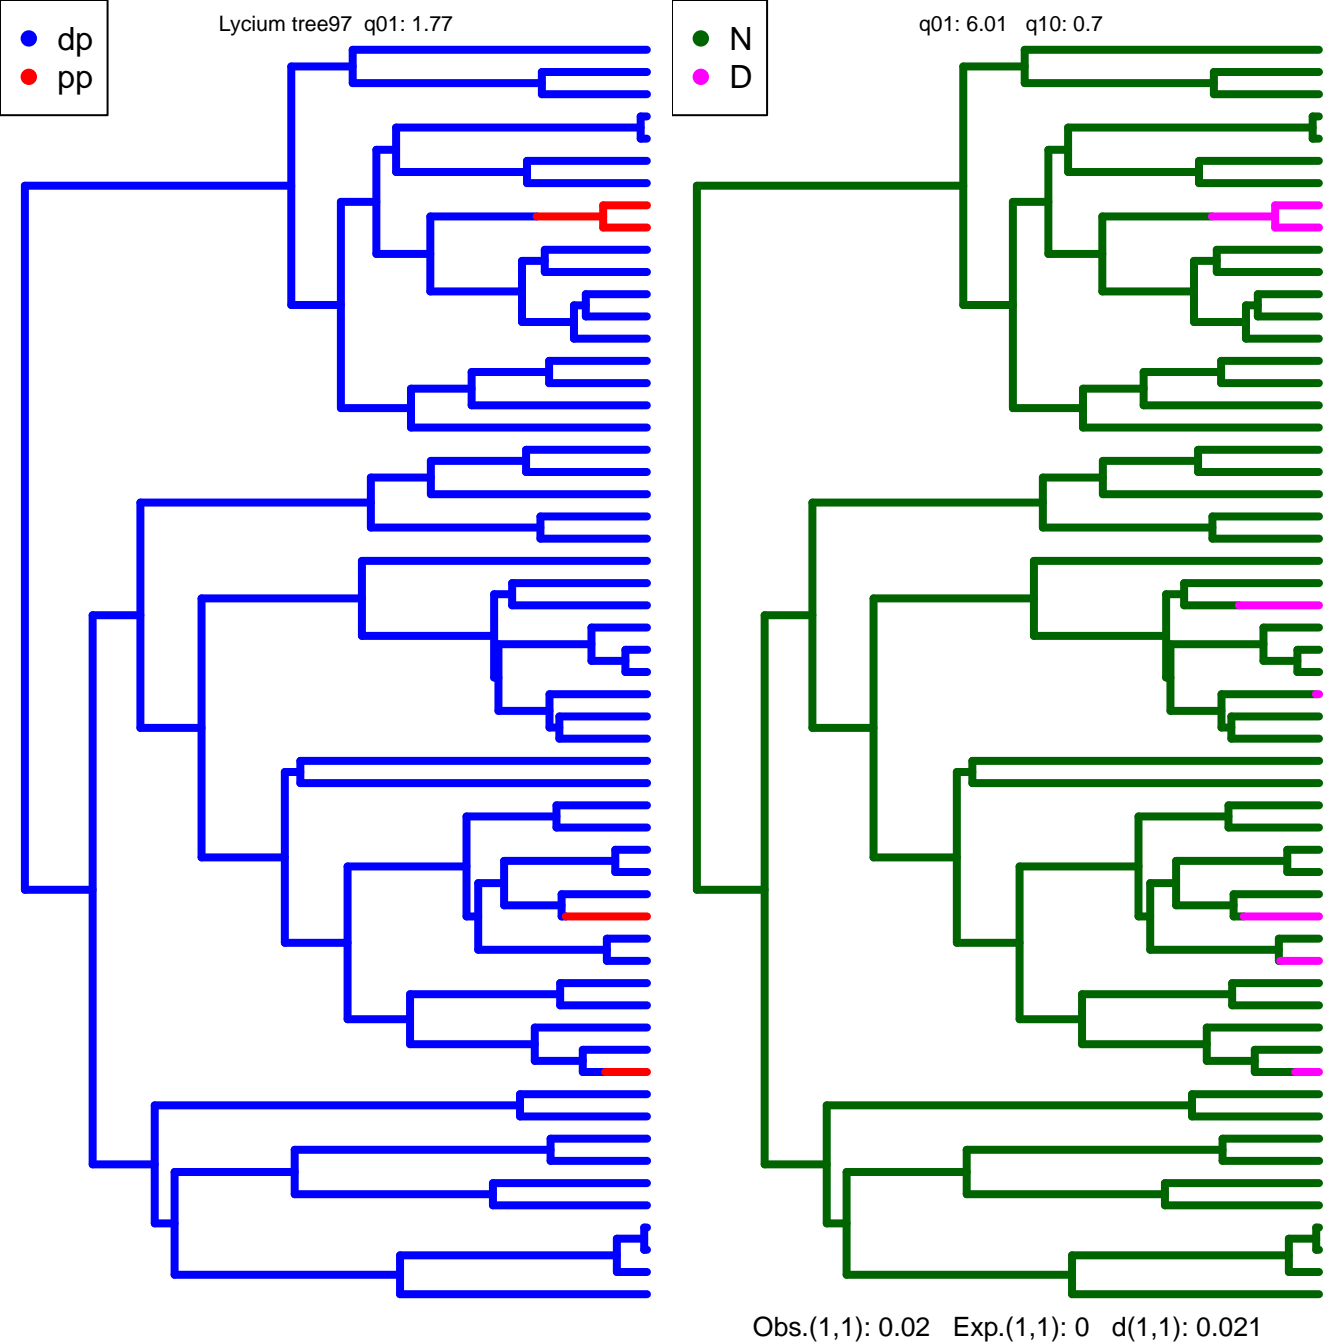 Lycium tree97 q01: 1.77
dp
pp
q01: 6.01 q10: 0.7
N
D
Obs.(1,1): 0.02 Exp.(1,1): 0 d(1,1): 0.021